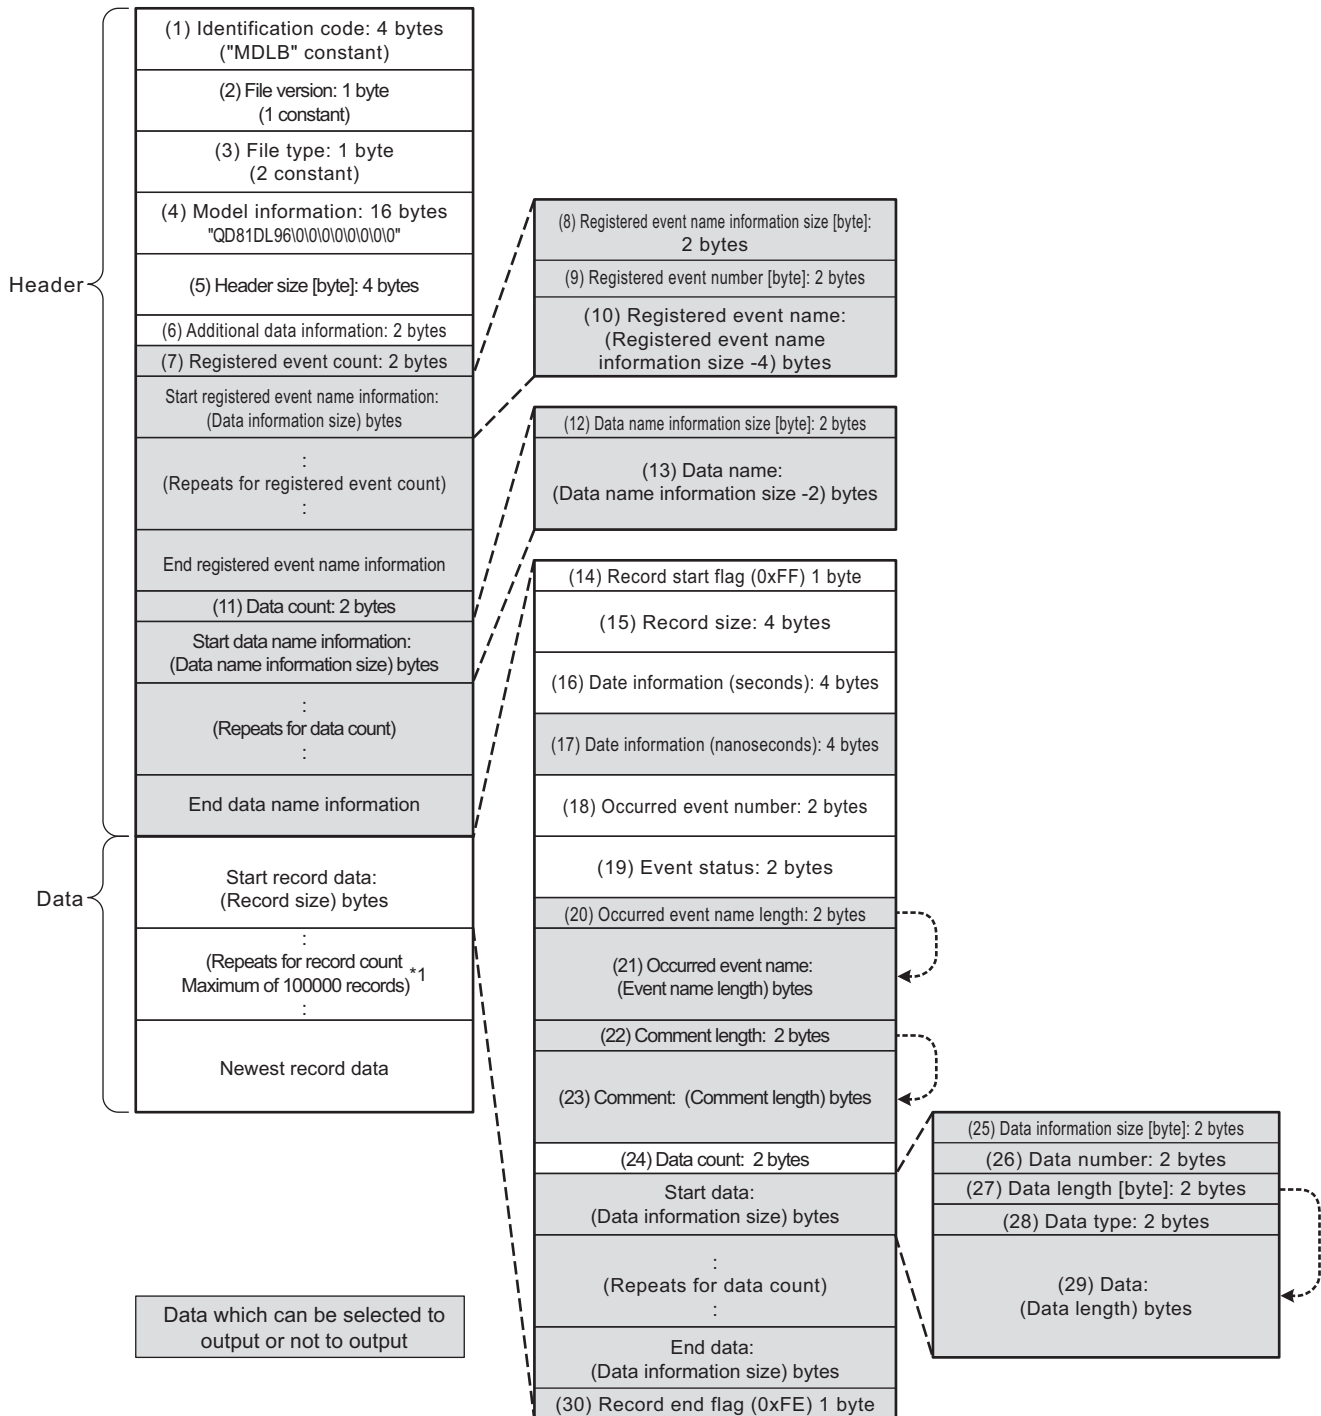 (1) Identification code: 4 bytes
("MDLB" constant)
(2) File version: 1 byte
(1 constant)
(3) File type: 1 byte
(2 constant)
(4) Model information: 16 bytes
"QD81DL96\0\0\0\0\0\0\0\0"
(5) Header size [byte]: 4 bytes
(6) Additional data information: 2 bytes
(7) Registered event count: 2 bytes
Start registered event name information:
(Data information size) bytes
:
(Repeats for registered event count)
:
End registered event name information
(11) Data count: 2 bytes
Start data name information:
(Data name information size) bytes
:
(Repeats for data count)
:
End data name information
Header
Start record data:
(Record size) bytes
:
(Repeats for record count
Maximum of 100000 records) *1
:
Newest record data
Data
Data which can be selected to
output or not to output
(8) Registered event name information size [byte]:
2 bytes
(9) Registered event number [byte]: 2 bytes
(10) Registered event name:
(Registered event name
information size -4) bytes
(12) Data name information size [byte]: 2 bytes
(13) Data name:
(Data name information size -2) bytes
(14) Record start flag (0xFF) 1 byte
(15) Record size: 4 bytes
(16) Date information (seconds): 4 bytes
(17) Date information (nanoseconds): 4 bytes
(18) Occurred event number: 2 bytes
(19) Event status: 2 bytes
(20) Occurred event name length: 2 bytes
(21) Occurred event name:
(Event name length) bytes
(22) Comment length: 2 bytes
(23) Comment: (Comment length) bytes
(24) Data count: 2 bytes
Start data:
(Data information size) bytes
:
(Repeats for data count)
:
End data:
(Data information size) bytes
(30) Record end flag (0xFE) 1 byte
(25) Data information size [byte]: 2 bytes
(26) Data number: 2 bytes
(27) Data length [byte]: 2 bytes
(28) Data type: 2 bytes
(29) Data:
(Data length) bytes